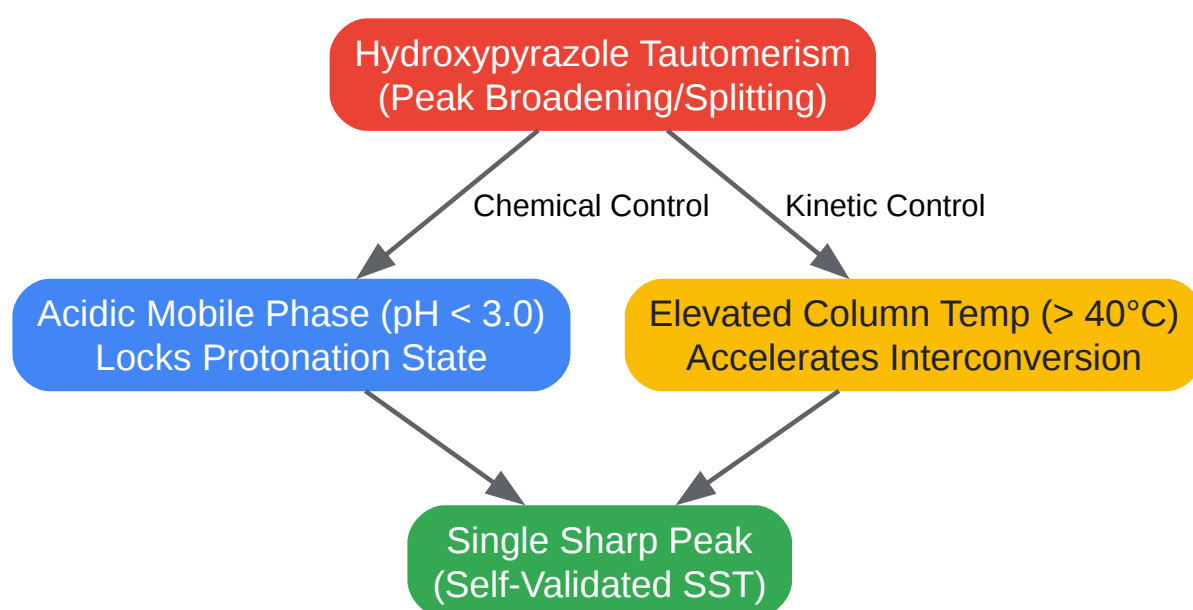 Hydroxypyrazole Tautomerism
(Peak Broadening/Splitting)
Chemical Control
Kinetic Control
Acidic Mobile Phase (pH < 3.0)
Locks Protonation State
Elevated Column Temp (> 40°C)
Accelerates Interconversion
Single Sharp Peak
(Self-Validated SST)